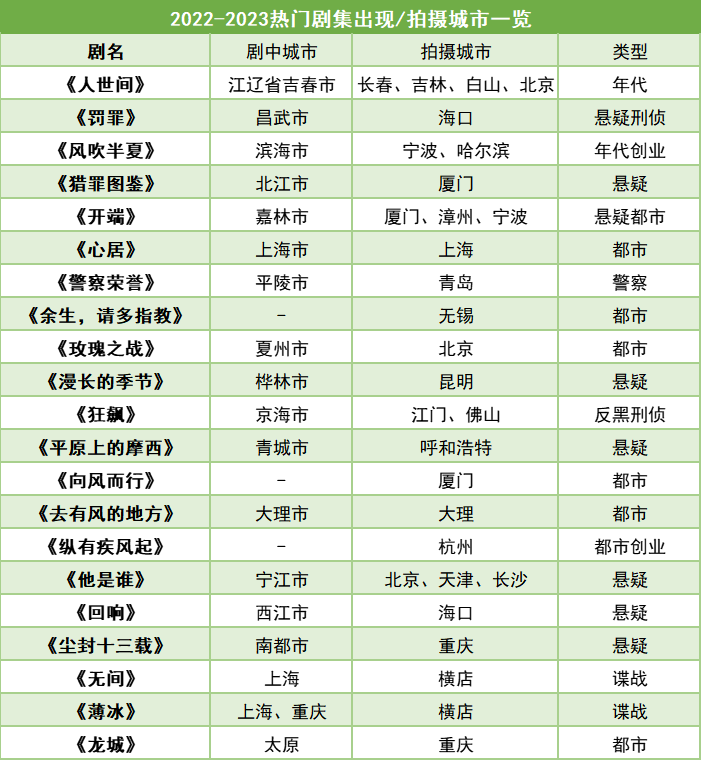 2022-2023热门剧集出现/拍摄城市一览
剧名 剧中城市 拍摄城市 类型
《人世间》 江辽省吉春市 长春、吉林、白山、北京 年代
《罚罪》 昌武市 海口 悬疑刑侦
《风吹半夏》 滨海市 宁波、哈尔滨 年代创业
《猎罪图鉴》 北江市 厦门 悬疑
《开端》 嘉林市 厦门、漳州、宁波 悬疑都市
《心居》 上海市 上海 都市
《警察荣誉》 平陵市 青岛 警察
《余生，请多指教》 - 无锡 都市
《玫瑰之战》 夏州市 北京 都市
《漫长的季节》 桦林市 昆明 悬疑
《狂飙》 京海市 江门、佛山 反黑刑侦
《平原上的摩西》 青城市 呼和浩特 悬疑
《向风而行》 - 厦门 都市
《去有风的地方》 大理市 大理 都市
《纵有疾风起》 - 杭州 都市创业
《他是谁》 宁江市 北京、天津、长沙 悬疑
《回响》 西江市 海口 悬疑
《尘封十三载》 南都市 重庆 悬疑
《无间》 上海 横店 谍战
《薄冰》 上海、重庆 横店 谍战
《龙城》 太原 重庆 都市